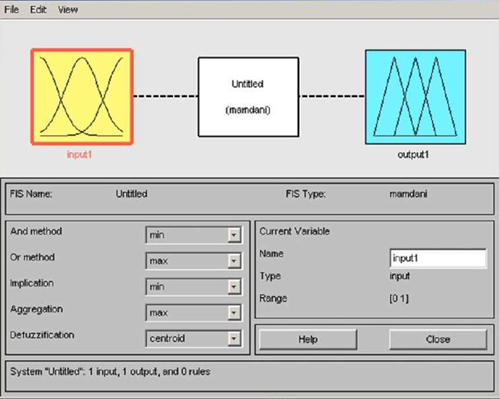 File Edit View
Untitled
(mamdani)
input1
output1
FIS Name: Untitled FIS Type: mamdani
And method min
Or method max
Implication min
Aggregation max
Defuzzification centroid
Current Variable
Name input1
Type input
Range [0 1]
Help Close
System "Untitled": 1 input, 1 output, and 0 rules